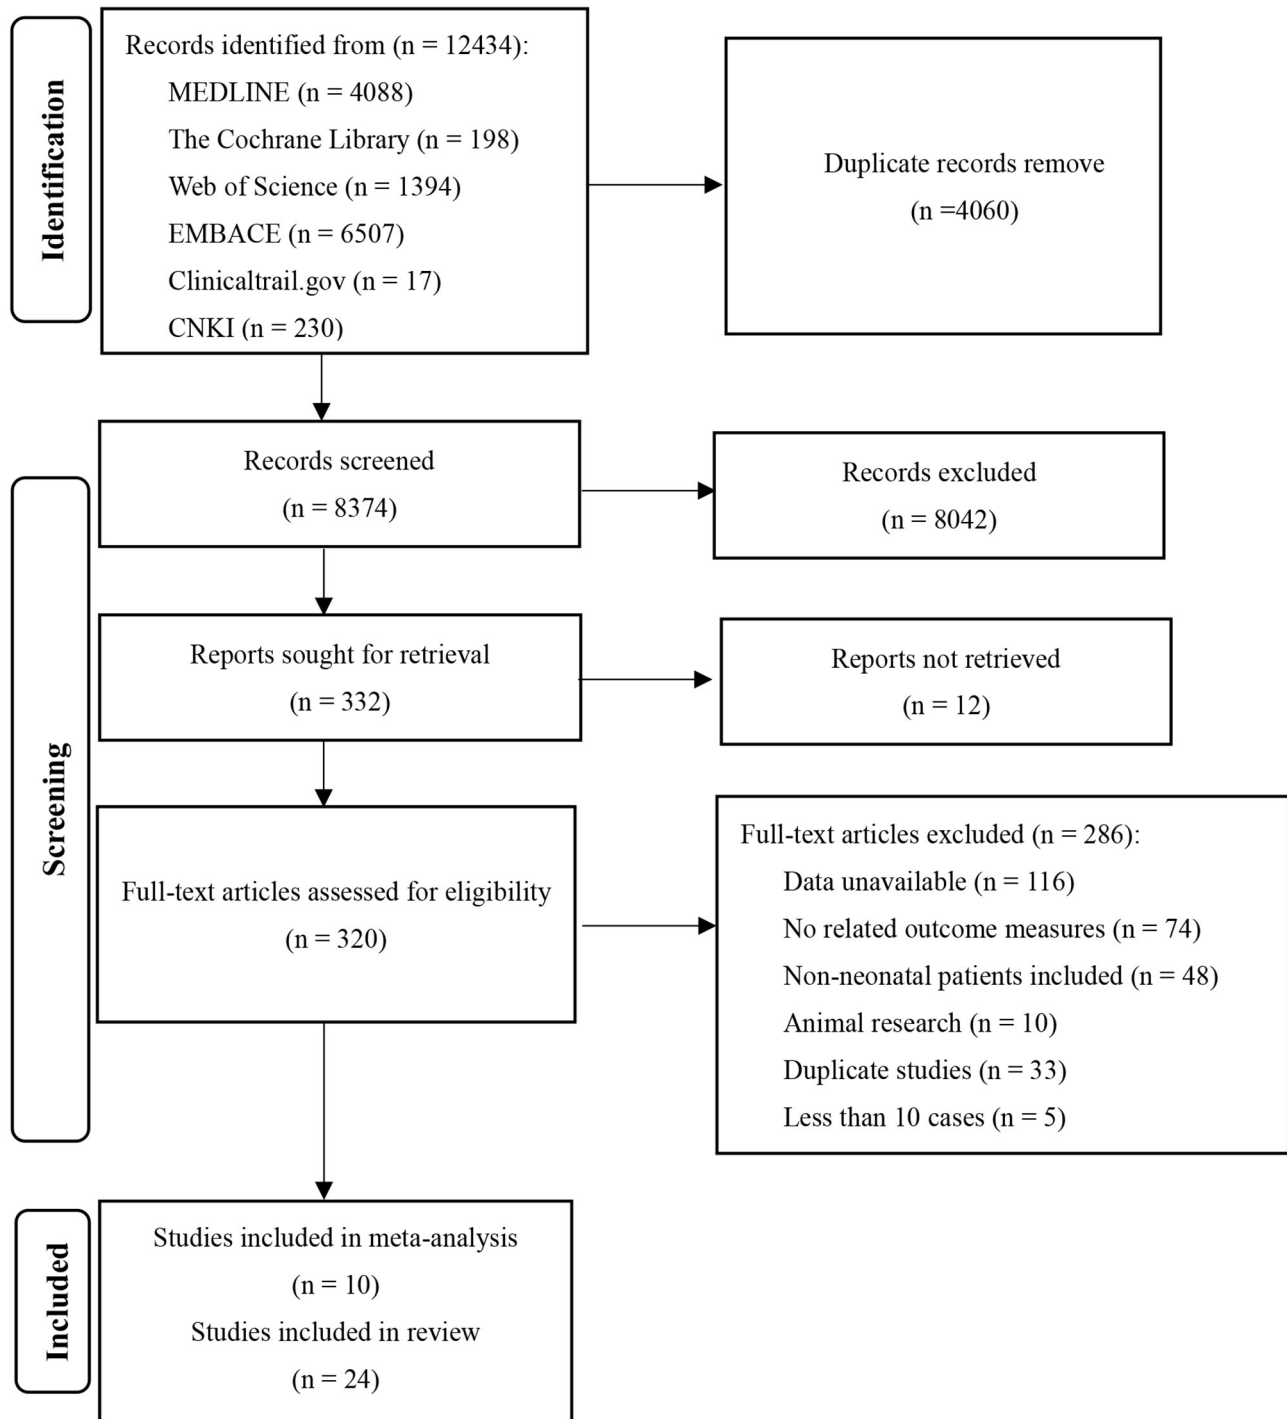 Identification
Records identified from (n = 12434):
MEDLINE (n = 4088)
The Cochrane Library (n = 198)
Web of Science (n = 1394)
EMBACE (n = 6507)
Clinicaltrail.gov (n = 17)
CNKI (n = 230)
Duplicate records remove
(n =4060)
Screening
Records screened
(n = 8374)
Records excluded
(n = 8042)
Reports sought for retrieval
(n = 332)
Reports not retrieved
(n = 12)
Full-text articles assessed for eligibility
(n = 320)
Full-text articles excluded (n = 286):
Data unavailable (n = 116)
No related outcome measures (n = 74)
Non-neonatal patients included (n = 48)
Animal research (n = 10)
Duplicate studies (n = 33)
Less than 10 cases (n = 5)
Included
Studies included in meta-analysis
(n = 10)
Studies included in review
(n = 24)